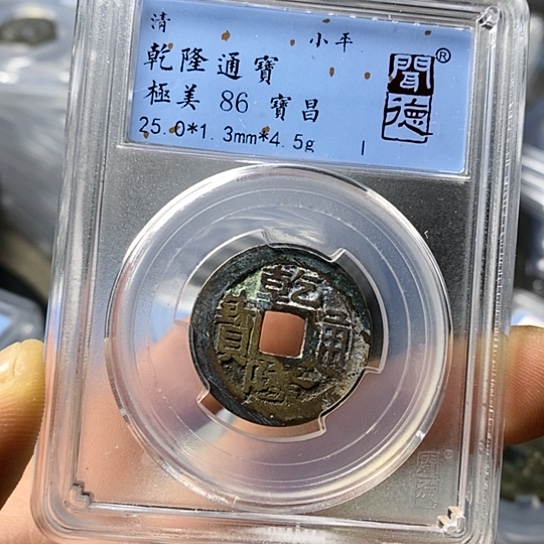 清
小平
乾隆通寶
極美 86 寶昌
25.0*1.3mm*4.5g
聞德
®
乾隆通寶